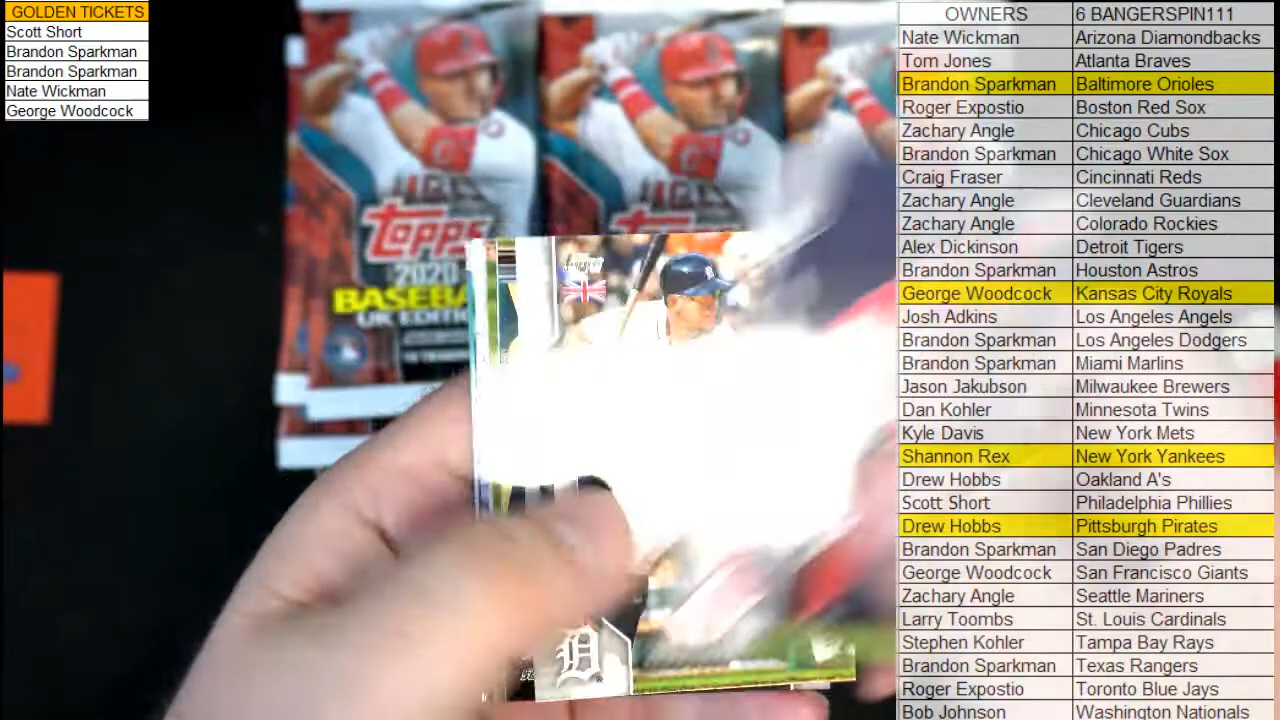 GOLDEN TICKETS
Scott Short
Brandon Sparkman
Brandon Sparkman
Nate Wickman
George Woodcock
TOPPS
2020
BASEBA
UK EDITI
TOPPS
D
OWNERS 6 BANGERSPIN111
Nate Wickman Arizona Diamondbacks
Tom Jones Atlanta Braves
Brandon Sparkman Baltimore Orioles
Roger Expostio Boston Red Sox
Zachary Angle Chicago Cubs
Brandon Sparkman Chicago White Sox
Craig Fraser Cincinnati Reds
Zachary Angle Cleveland Guardians
Zachary Angle Colorado Rockies
Alex Dickinson Detroit Tigers
Brandon Sparkman Houston Astros
George Woodcock Kansas City Royals
Josh Adkins Los Angeles Angels
Brandon Sparkman Los Angeles Dodgers
Brandon Sparkman Miami Marlins
Jason Jakubson Milwaukee Brewers
Dan Kohler Minnesota Twins
Kyle Davis New York Mets
Shannon Rex New York Yankees
Drew Hobbs Oakland A's
Scott Short Philadelphia Phillies
Drew Hobbs Pittsburgh Pirates
Brandon Sparkman San Diego Padres
George Woodcock San Francisco Giants
Zachary Angle Seattle Mariners
Larry Toombs St. Louis Cardinals
Stephen Kohler Tampa Bay Rays
Brandon Sparkman Texas Rangers
Roger Expostio Toronto Blue Jays
Bob Johnson Washington Nationals